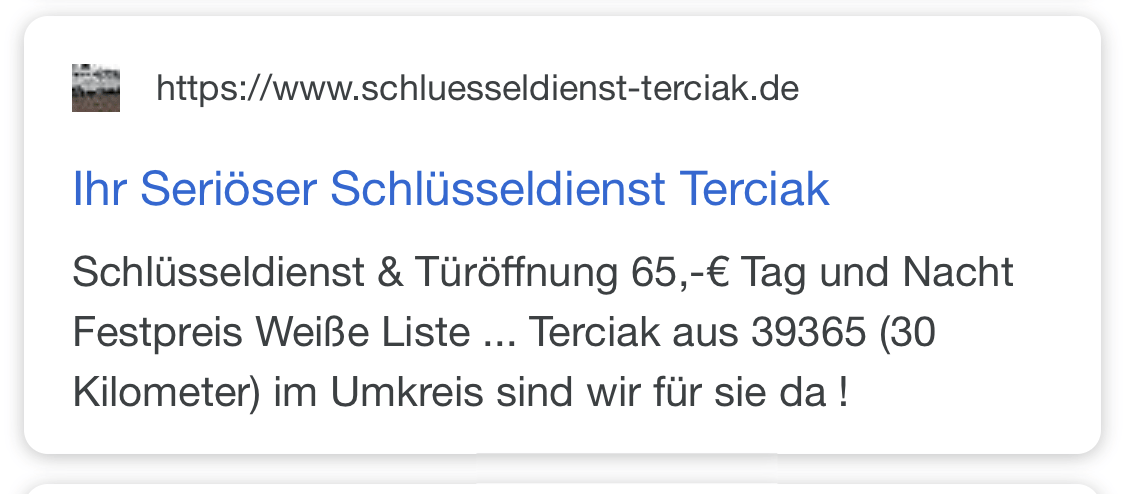 https://www.schluesseldienst-terciak.de
Ihr Seriöser Schlüsseldienst Terciak
Schlüsseldienst & Türöffnung 65,-€ Tag und Nacht
Festpreis Weiße Liste ... Terciak aus 39365 (30
Kilometer) im Umkreis sind wir für sie da !